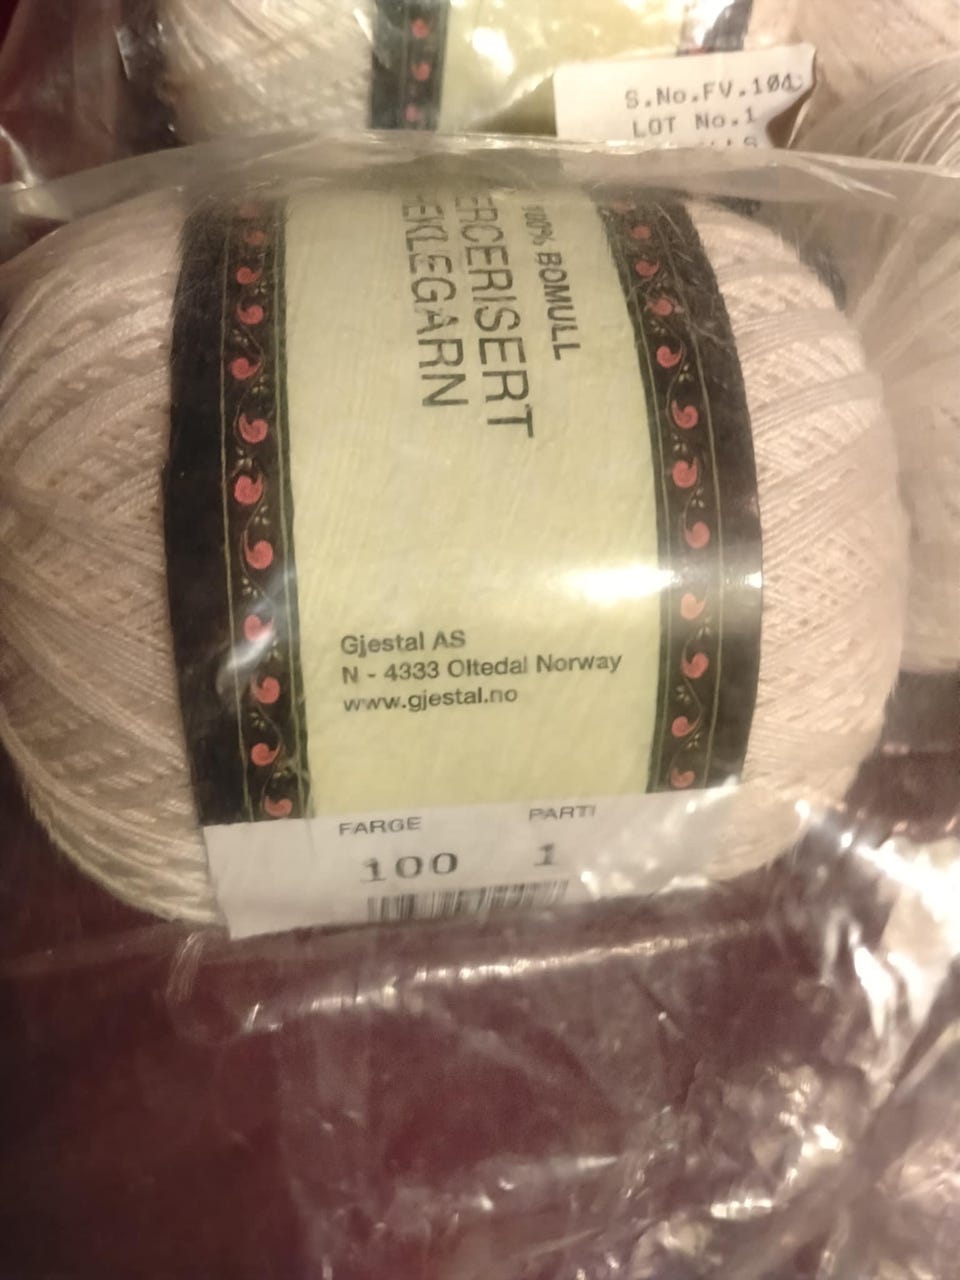 S.No.FV.100
LOT No.1
100% BOMULL
ERCERISERT
EKLEGARN
Gjestal AS
N - 4333 Oltedal Norway
www.gjestal.no
FARGE PARTI
100 1